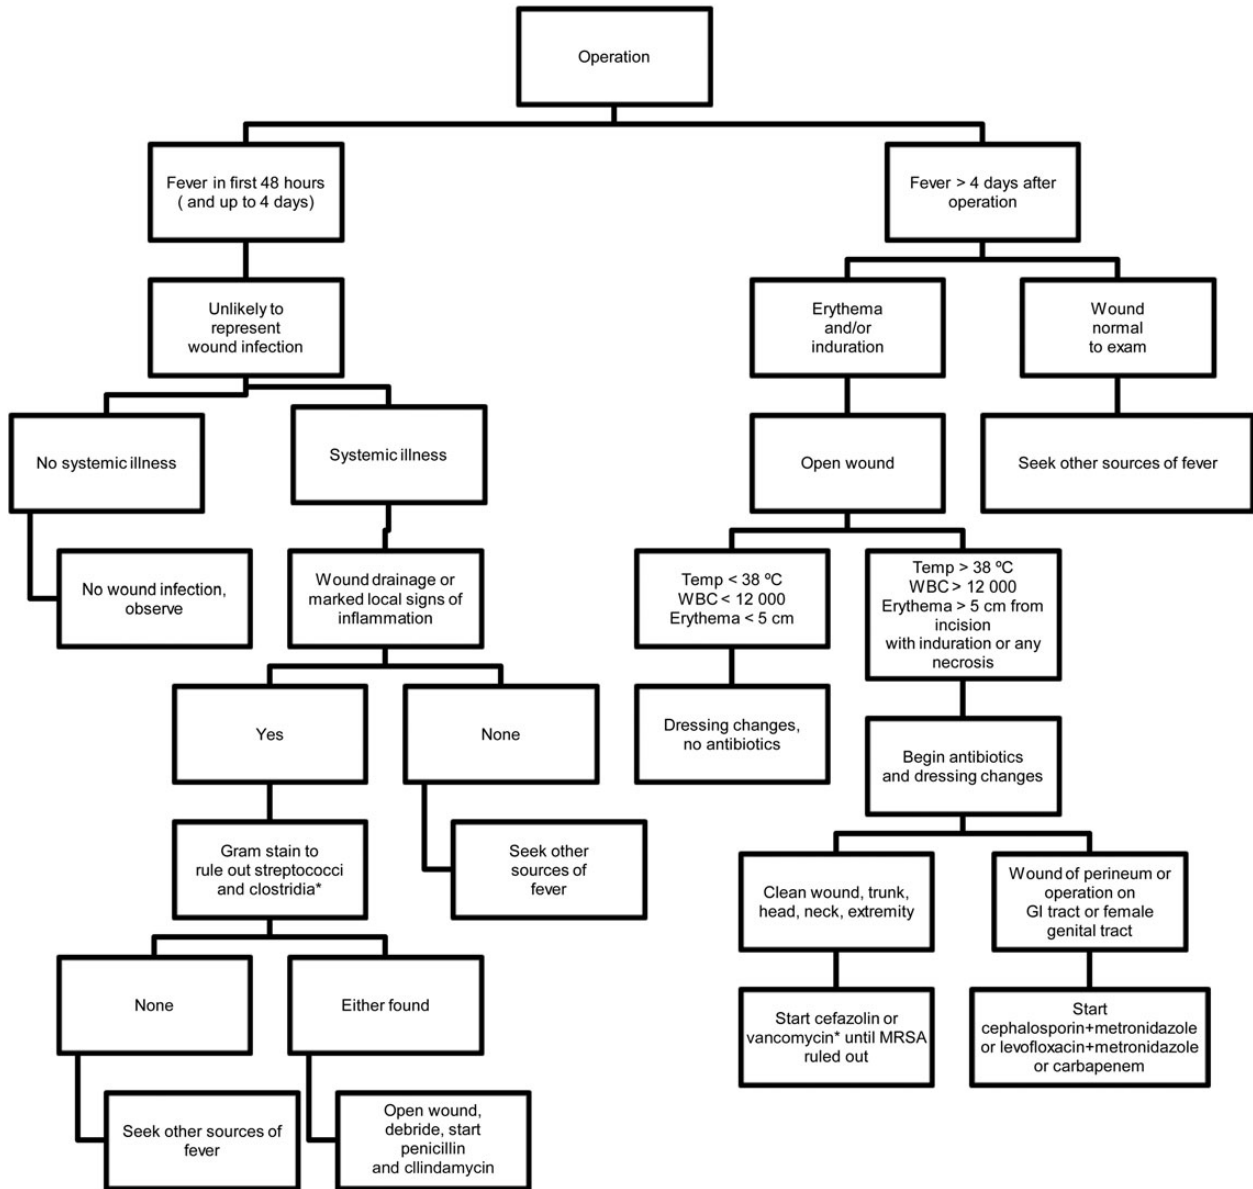 Operation
Fever in first 48 hours
( and up to 4 days)
Fever > 4 days after
operation
Unlikely to
represent
wound infection
Erythema
and/or
induration
Wound
normal
to exam
No systemic illness
Systemic illness
Open wound
Seek other sources of fever
No wound infection,
observe
Wound drainage or
marked local signs of
inflammation
Temp < 38 ºC
WBC < 12 000
Erythema < 5 cm
Temp > 38 ºC
WBC > 12 000
Erythema > 5 cm from
incision
with induration or any
necrosis
Yes
None
Dressing changes,
no antibiotics
Begin antibiotics
and dressing changes
Gram stain to
rule out streptococci
and clostridia*
Seek other
sources of
fever
Clean wound, trunk,
head, neck, extremity
Wound of perineum or
operation on
GI tract or female
genital tract
None
Either found
Start cefazolin or
vancomycin* until MRSA
ruled out
Start
cephalosporin+metronidazole
or levofloxacin+metronidazole
or carbapenem
Seek other sources of
fever
Open wound,
debride, start
penicillin
and cllindamycin